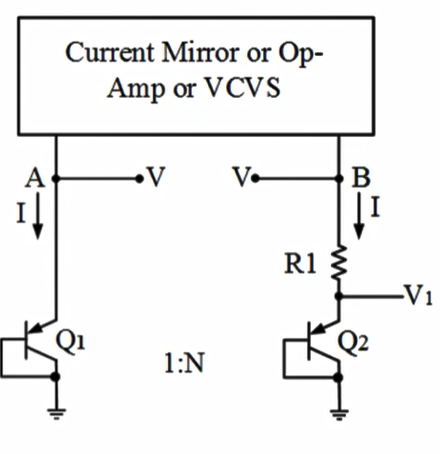 Current Mirror or Op-
Amp or VCVS
A V V B
I I
R1
V1
Q1 Q2
1:N